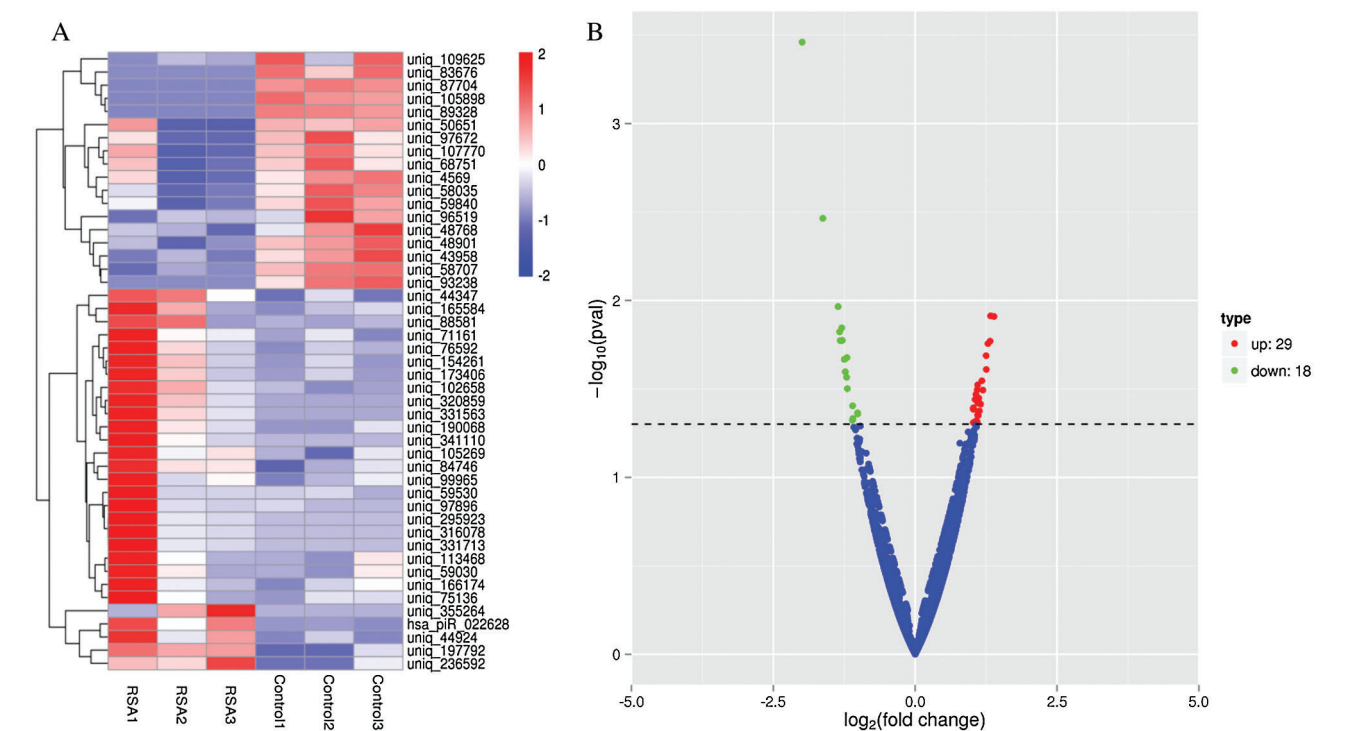 A
uniq_109625
uniq_83676
uniq_87704
uniq_105898
uniq_89328
uniq_50651
uniq_97672
uniq_107770
uniq_68751
uniq_4569
uniq_58035
uniq_59840
uniq_96519
uniq_48768
uniq_48901
uniq_43958
uniq_58707
uniq_93238
uniq_44347
uniq_165584
uniq_88581
uniq_71161
uniq_76592
uniq_154261
uniq_173406
uniq_102658
uniq_320859
uniq_331563
uniq_190068
uniq_341110
uniq_105269
uniq_84746
uniq_99965
uniq_59530
uniq_97896
uniq_295923
uniq_316078
uniq_331713
uniq_113468
uniq_59030
uniq_166174
uniq_75136
uniq_355264
hsa_piR_022628
uniq_44924
uniq_197792
uniq_236592
RSA1
RSA2
RSA3
Control1
Control2
Control3
2
1
0
-1
-2
B
−log10(pval)
3
2
1
0
-5.0
-2.5
0.0
2.5
5.0
log2(fold change)
type
up: 29
down: 18